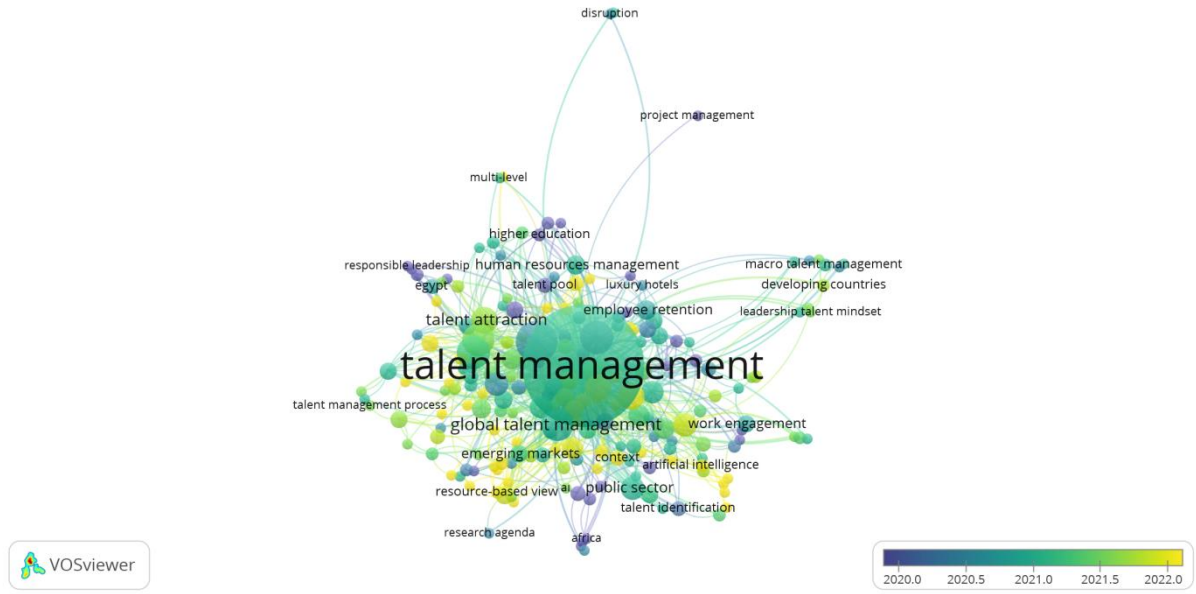 disruption
project management
multi-level
higher education
responsible leadership
human resources management
macro talent management
egypt
talent pool
luxury hotels
developing countries
talent attraction
employee retention
leadership talent mindset
talent management
talent management process
global talent management
work engagement
emerging markets
context
artificial intelligence
resource-based view
ai
public sector
talent identification
research agenda
africa
VOSviewer
2020.0 2020.5 2021.0 2021.5 2022.0